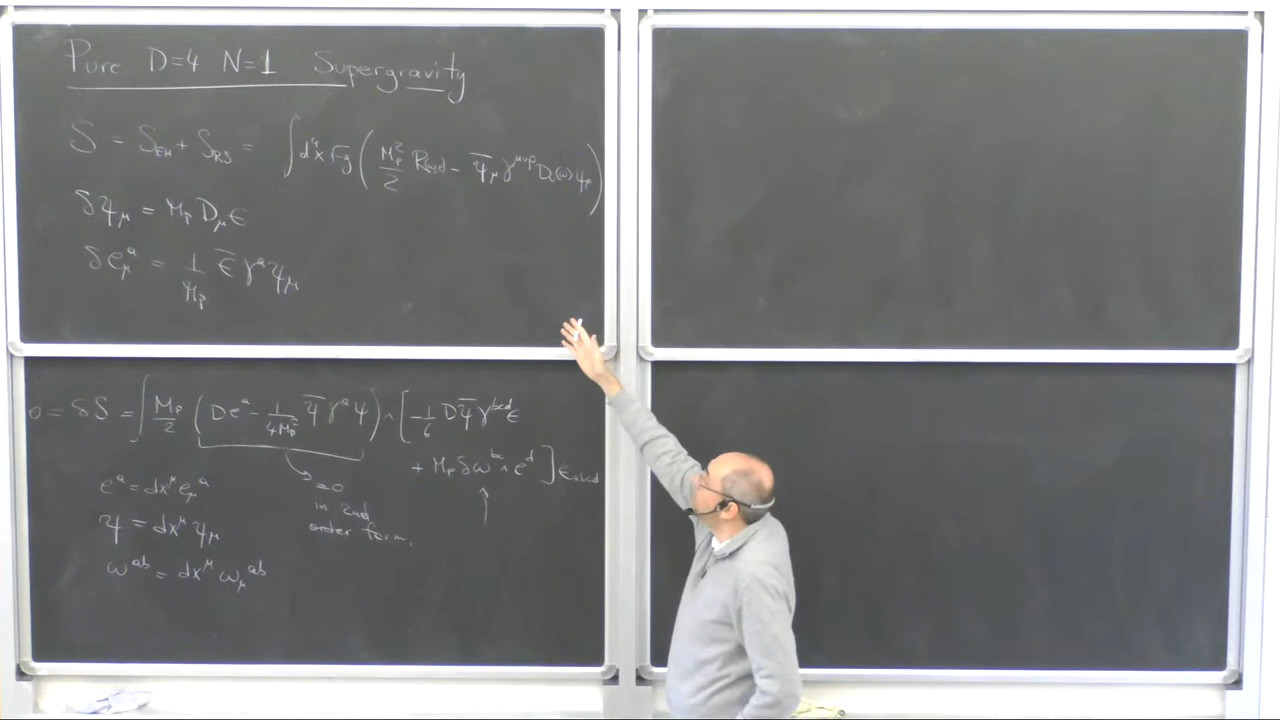 Pure D=4 N=1 Supergravity
S = S_EH + S_RS = ∫d⁴x √g ( M_P²/2 R(ω) − ψ̄_μ γ^{μνρ} D_ν(ω) ψ_ρ )
δψ_μ = M_P D_μ ϵ
δe_μ^a = 1/M_P ϵ̄ γ^a ψ_μ
0 = δS = ∫ M_P/2 ( De^a − 1/4M_P² ψ̄ γ^a ψ ) ∧ [ −1/6 Dψ̄ γ^{bcd} ϵ
+ M_P δω^{bc} ∧ e^d ] ϵ_{abcd}
e^a = dx^μ e_μ^a
=0
in 2nd
order form.
ψ = dx^μ ψ_μ
ω^{ab} = dx^μ ω_μ^{ab}